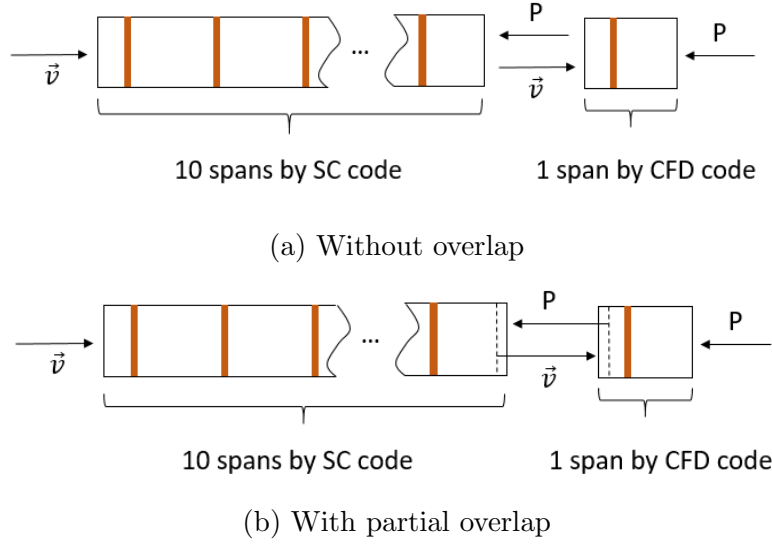 P
P
...
v⃗
v⃗
10 spans by SC code
1 span by CFD code
(a) Without overlap
P
P
...
v⃗
v⃗
10 spans by SC code
1 span by CFD code
(b) With partial overlap